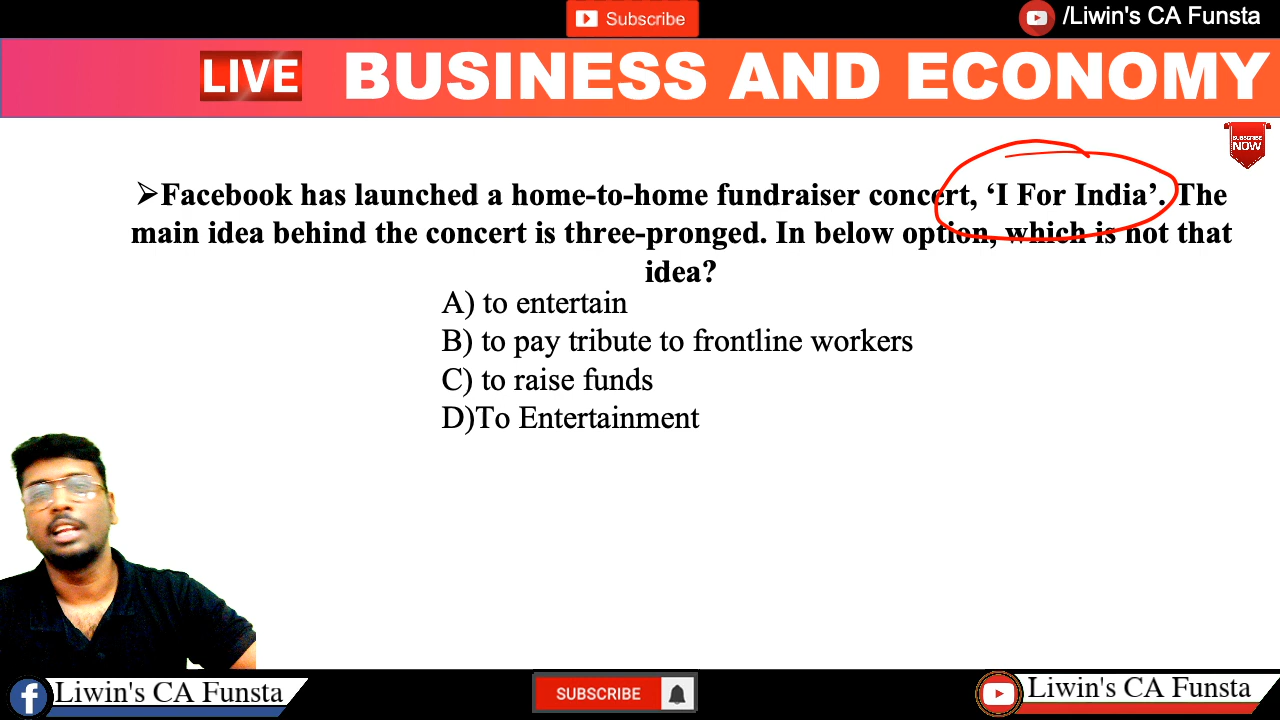 Subscribe
/Liwin's CA Funsta
LIVE BUSINESS AND ECONOMY
SUBSCRIBE
NOW
➢Facebook has launched a home-to-home fundraiser concert, ‘I For India’. The
main idea behind the concert is three-pronged. In below option, which is not that
idea?
A) to entertain
B) to pay tribute to frontline workers
C) to raise funds
D)To Entertainment
Liwin's CA Funsta
SUBSCRIBE
Liwin's CA Funsta